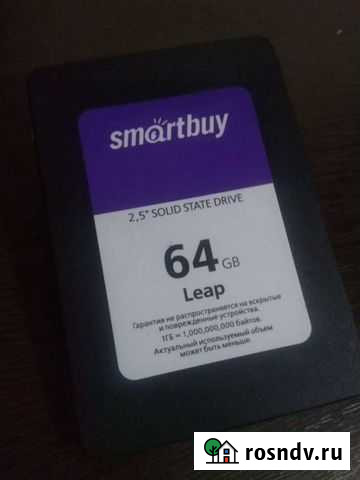 smartbuy
2,5" SOLID STATE DRIVE
64 GB
Leap
Гарантия не распространяется на вскрытые
и поврежденные устройства.
1ГБ = 1,000,000,000 байтов.
Актуальный используемый объем
может быть меньше.
rosndv.ru